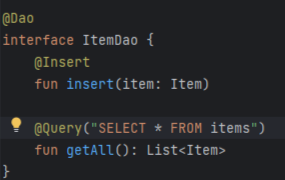 @Dao
interface ItemDao {
    @Insert
    fun insert(item: Item)

    @Query("SELECT * FROM items")
    fun getAll(): List<Item>
}